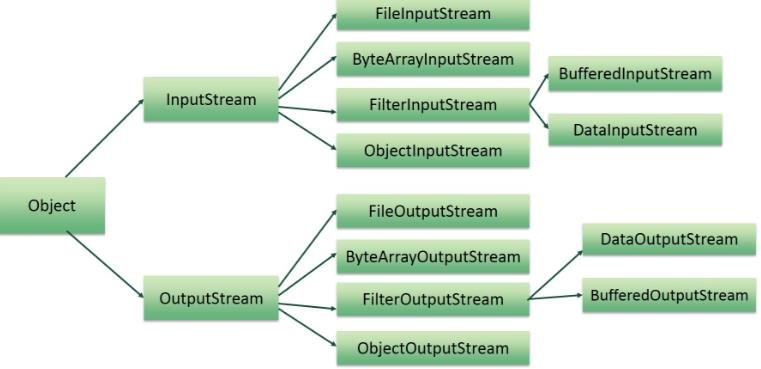 Object
InputStream
FileInputStream
ByteArrayInputStream
FilterInputStream
ObjectInputStream
BufferedInputStream
DataInputStream
OutputStream
FileOutputStream
ByteArrayOutputStream
FilterOutputStream
ObjectOutputStream
DataOutputStream
BufferedOutputStream